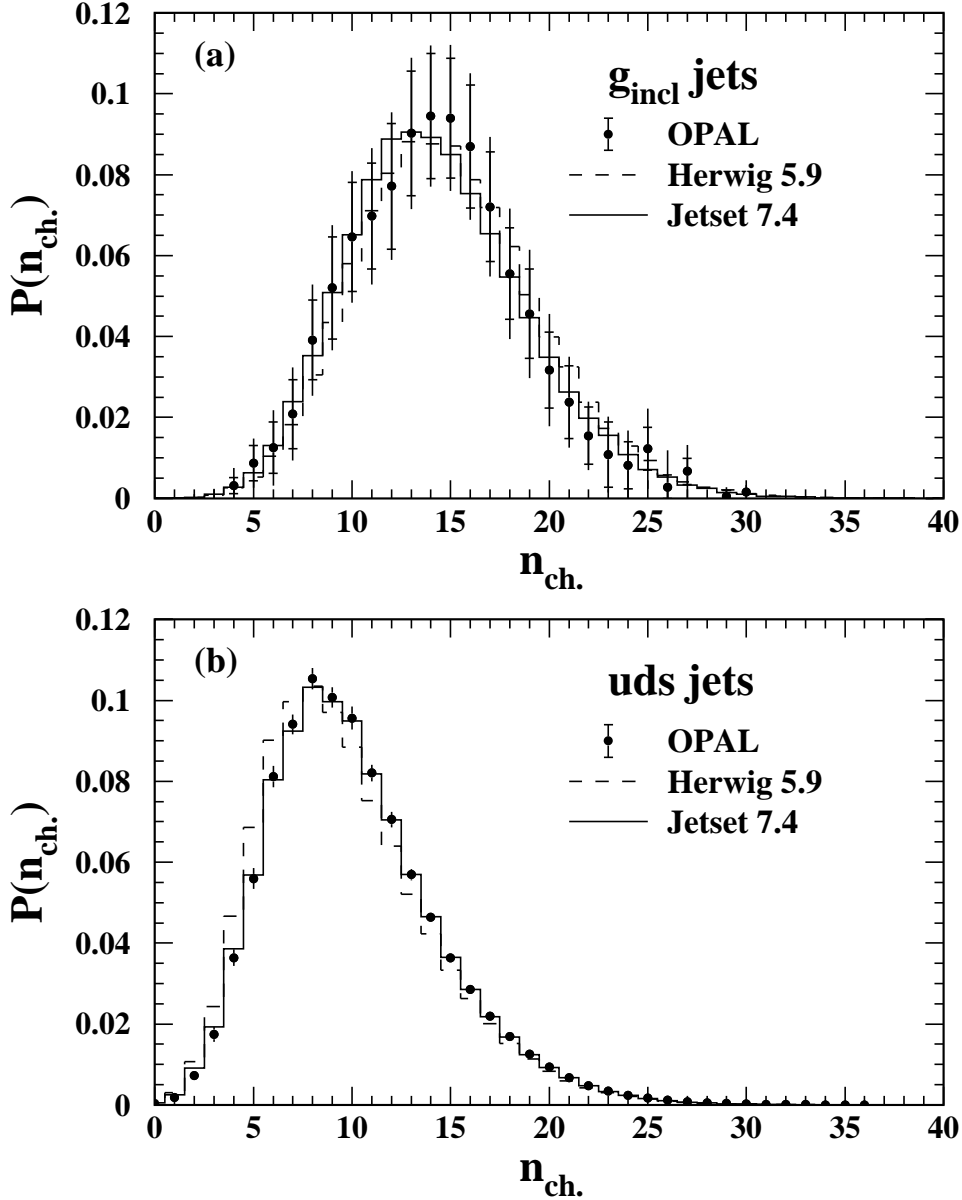 (a)
g_incl jets
OPAL
Herwig 5.9
Jetset 7.4
P(n_ch.)
0.12
0.1
0.08
0.06
0.04
0.02
0
0 5 10 15 20 25 30 35 40
n_ch.
(b)
uds jets
OPAL
Herwig 5.9
Jetset 7.4
P(n_ch.)
0.12
0.1
0.08
0.06
0.04
0.02
0
0 5 10 15 20 25 30 35 40
n_ch.